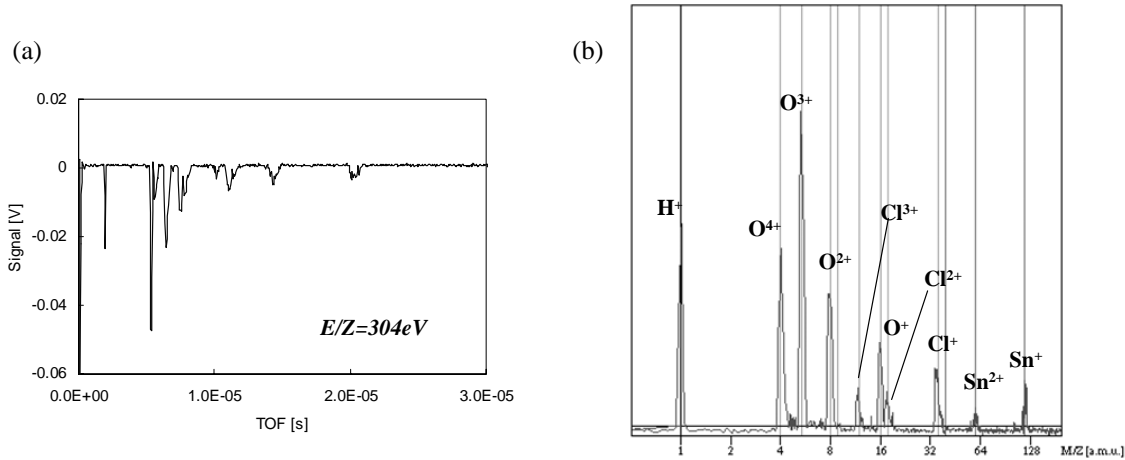 (a)
0.02
0
-0.02
-0.04
-0.06
Signal [V]
E/Z=304eV
0.0E+00 1.0E-05 2.0E-05 3.0E-05
TOF [s]
(b)
O³⁺
H⁺
O⁴⁺
Cl³⁺
O²⁺
Cl²⁺
O⁺
Cl⁺
Sn²⁺
Sn⁺
1 2 4 8 16 32 64 128 M/Z [a.m.u.]